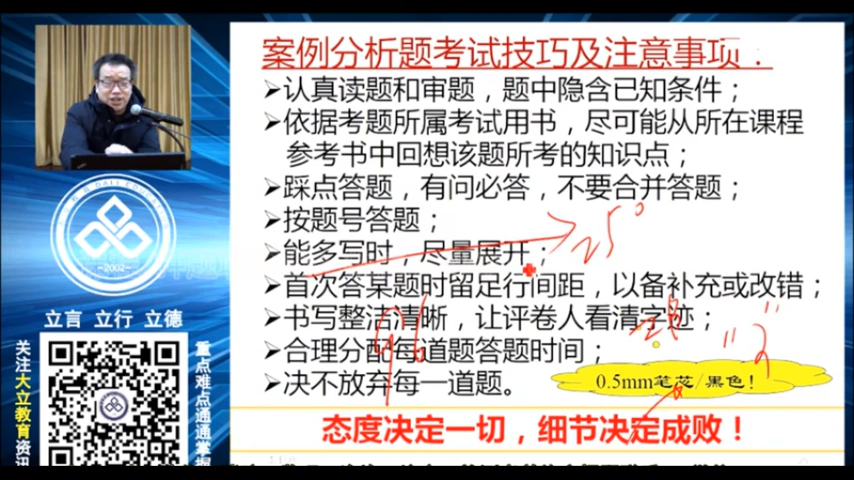 案例分析题考试技巧及注意事项：
➢认真读题和审题，题中隐含已知条件；
➢依据考题所属考试用书，尽可能从所在课程
参考书中回想该题所考的知识点；
➢踩点答题，有问必答，不要合并答题；
➢按题号答题；
➢能多写时，尽量展开；
25°
➢首次答某题时留足行间距，以备补充或改错；
➢书写整洁清晰，让评卷人看清字迹；
➢合理分配每道题答题时间；
96
"2"
➢决不放弃每一道题。
0.5mm笔芯/黑色！
态度决定一切，细节决定成败！
2002
立言 立行 立德
关注大立教育资讯
重点难点通通掌握